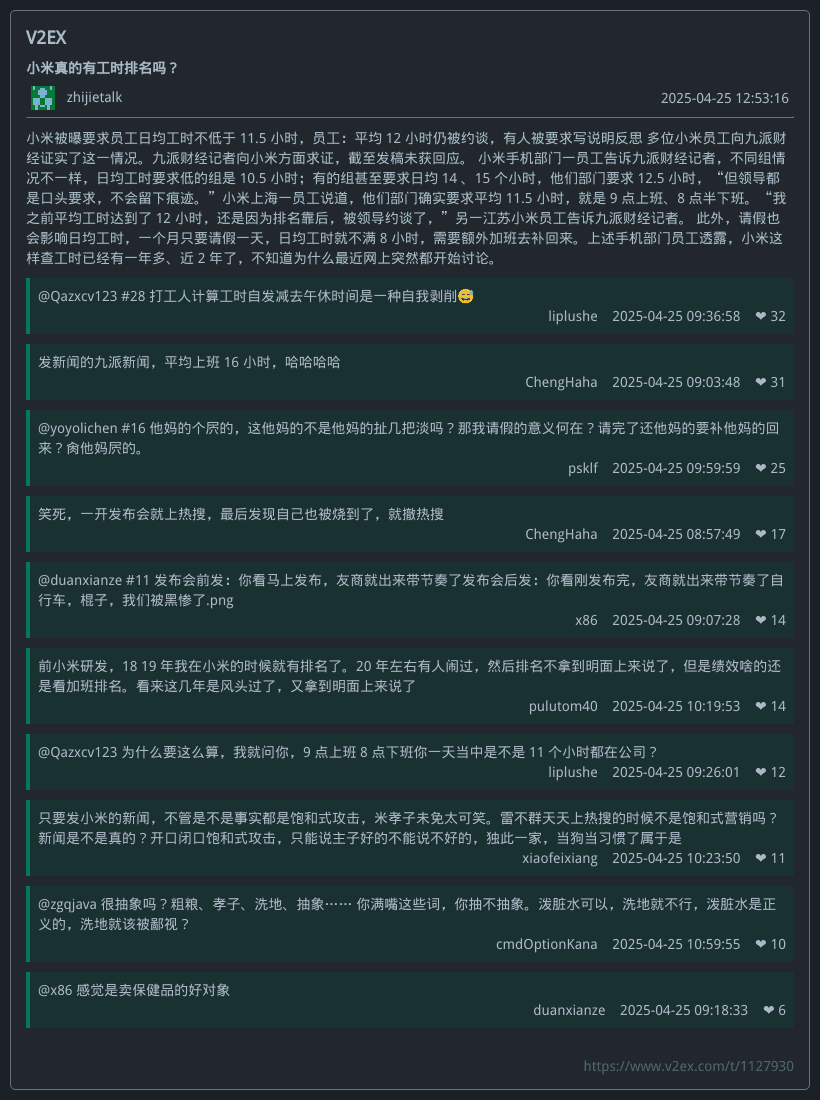 V2EX
小米真的有工时排名吗？
zhijietalk
2025-04-25 12:53:16
小米被曝要求员工日均工时不低于 11.5 小时，员工：平均 12 小时仍被约谈，有人被要求写说明反思 多位小米员工向九派财
经证实了这一情况。九派财经记者向小米方面求证，截至发稿未获回应。 小米手机部门一员工告诉九派财经记者，不同组情
况不一样，日均工时要求低的组是 10.5 小时；有的组甚至要求日均 14 、15 个小时，他们部门要求 12.5 小时，“但领导都
是口头要求，不会留下痕迹。”小米上海一员工说道，他们部门确实要求平均 11.5 小时，就是 9 点上班、8 点半下班。“我
之前平均工时达到了 12 小时，还是因为排名靠后，被领导约谈了，”另一江苏小米员工告诉九派财经记者。 此外，请假也
会影响日均工时，一个月只要请假一天，日均工时就不满 8 小时，需要额外加班去补回来。上述手机部门员工透露，小米这
样查工时已经有一年多、近 2 年了，不知道为什么最近网上突然都开始讨论。
@Qazxcv123 #28 打工人计算工时自发减去午休时间是一种自我剥削😅
liplushe 2025-04-25 09:36:58 ❤ 32
发新闻的九派新闻，平均上班 16 小时，哈哈哈哈
ChengHaha 2025-04-25 09:03:48 ❤ 31
@yoyolichen #16 他妈的个屄的，这他妈的不是他妈的扯几把淡吗？那我请假的意义何在？请完了还他妈的要补他妈的回
来？肏他妈屄的。
psklf 2025-04-25 09:59:59 ❤ 25
笑死，一开发布会就上热搜，最后发现自己也被烧到了，就撤热搜
ChengHaha 2025-04-25 08:57:49 ❤ 17
@duanxianze #11 发布会前发：你看马上发布，友商就出来带节奏了发布会后发：你看刚发布完，友商就出来带节奏了自
行车，棍子，我们被黑惨了.png
x86 2025-04-25 09:07:28 ❤ 14
前小米研发，18 19 年我在小米的时候就有排名了。20 年左右有人闹过，然后排名不拿到明面上来说了，但是绩效啥的还
是看加班排名。看来这几年是风头过了，又拿到明面上来说了
pulutom40 2025-04-25 10:19:53 ❤ 14
@Qazxcv123 为什么要这么算，我就问你，9 点上班 8 点下班你一天当中是不是 11 个小时都在公司？
liplushe 2025-04-25 09:26:01 ❤ 12
只要发小米的新闻，不管是不是事实都是饱和式攻击，米孝子未免太可笑。雷不群天天上热搜的时候不是饱和式营销吗？
新闻是不是真的？开口闭口饱和式攻击，只能说主子好的不能说不好的，独此一家，当狗当习惯了属于是
xiaofeixiang 2025-04-25 10:23:50 ❤ 11
@zgqjava 很抽象吗？粗粮、孝子、洗地、抽象…… 你满嘴这些词，你抽不抽象。泼脏水可以，洗地就不行，泼脏水是正
义的，洗地就该被鄙视？
cmdOptionKana 2025-04-25 10:59:55 ❤ 10
@x86 感觉是卖保健品的好对象
duanxianze 2025-04-25 09:18:33 ❤ 6
https://www.v2ex.com/t/1127930